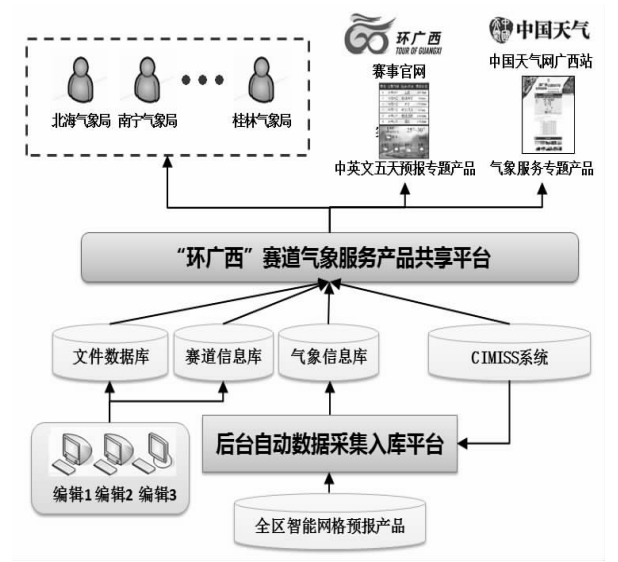 环广西
TOUR OF GUANGXI
中国天气
赛事官网
中国天气网广西站
北海气象局 南宁气象局 桂林气象局
中英文五天预报专题产品
气象服务专题产品
“环广西”赛道气象服务产品共享平台
文件数据库
赛道信息库
气象信息库
CIMISS系统
后台自动数据采集入库平台
编辑1 编辑2 编辑3
全区智能网格预报产品